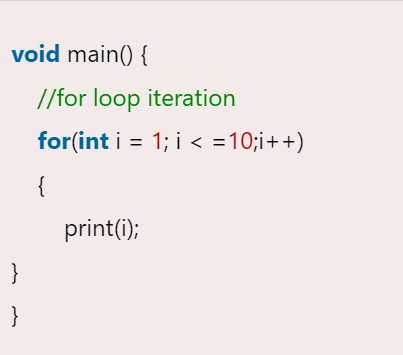 void main() {
//for loop iteration
for(int i = 1; i < =10;i++)
{
print(i);
}
}